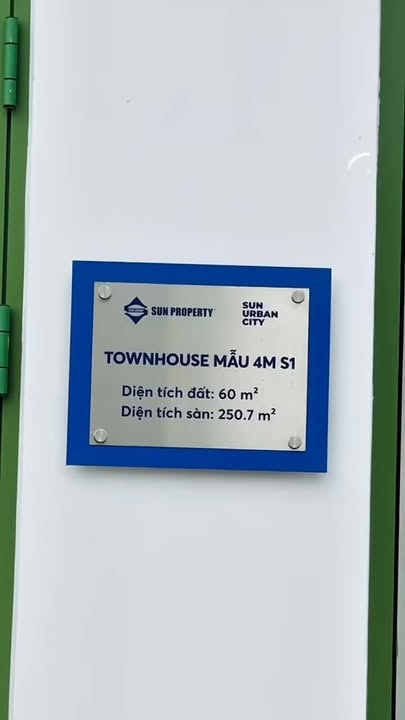 SUN PROPERTY
SUN
URBAN
CITY
TOWNHOUSE MẪU 4M S1
Diện tích đất: 60 m²
Diện tích sàn: 250.7 m²